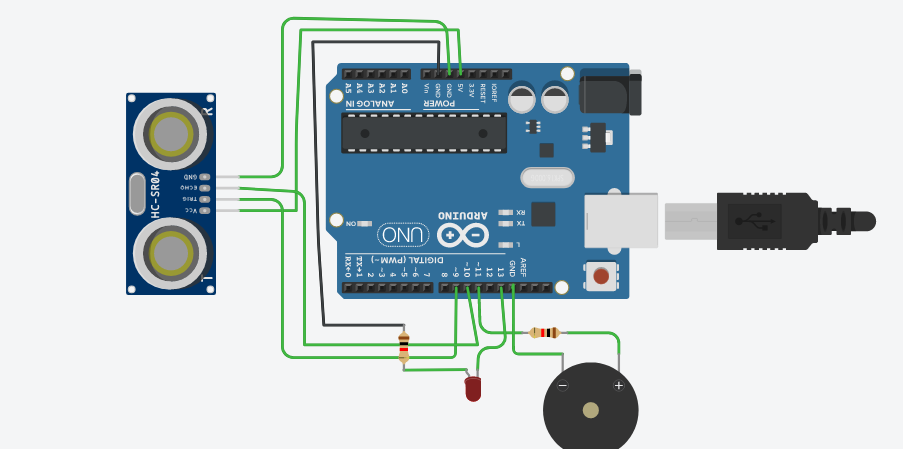 A5 A4 A3 A2 A1 A0 Vin GND GND 5V 3.3V RESET IOREF
ANALOG IN POWER
HC-SR04
R
GND
ECHO
TRIG
Vcc
T
RX
TX
ON
L
UNO
ARDUINO
DIGITAL (PWM ~)
RX←0 TX→1 2 ~3 4 ~5 ~6 7 8 ~9 ~10 ~11 12 13 GND AREF
− +